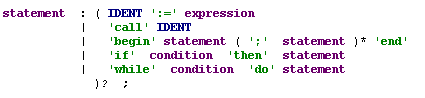 statement : ( IDENT ':=' expression
| 'call' IDENT
| 'begin' statement ( ';' statement )* 'end'
| 'if' condition 'then' statement
| 'while' condition 'do' statement
)? ;